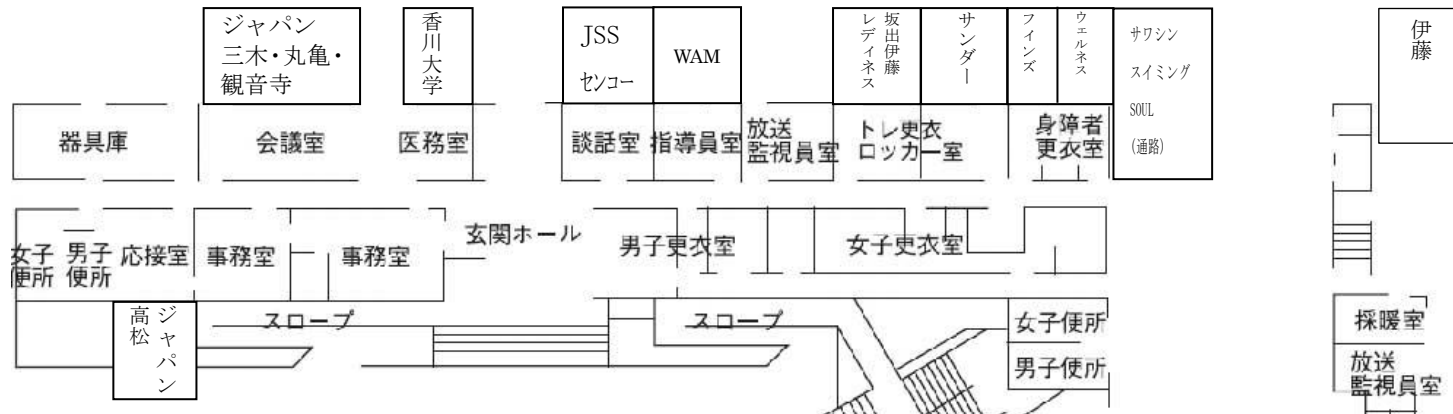 ジャパン
三木・丸亀・
観音寺
香川大学
JSS
センコー
WAM
坂出伊藤
レディネス
サンダー
フインズ
ウェルネス
サワシン
スイミング
SOUL
(通路)
伊藤
器具庫
会議室
医務室
談話室
指導員室
放送
監視員室
トレ更衣
ロッカー室
身障者
更衣室
女子
便所
男子
便所
応接室
事務室
事務室
玄関ホール
男子更衣室
女子更衣室
ジャパン
高松
スロープ
スロープ
女子便所
男子便所
採暖室
放送
監視員室